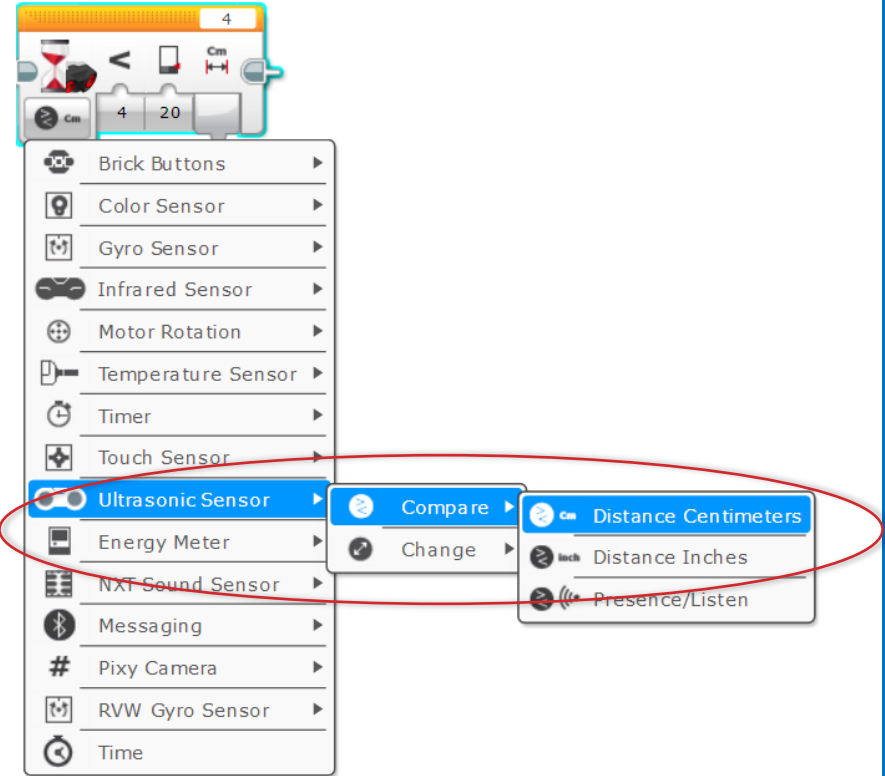 4
< Cm
Cm 4 20
Brick Buttons
Color Sensor
Gyro Sensor
Infrared Sensor
Motor Rotation
Temperature Sensor
Timer
Touch Sensor
Ultrasonic Sensor
Compare
Cm Distance Centimeters
Energy Meter
Change
inch Distance Inches
NXT Sound Sensor
Presence/Listen
Messaging
# Pixy Camera
RVW Gyro Sensor
Time